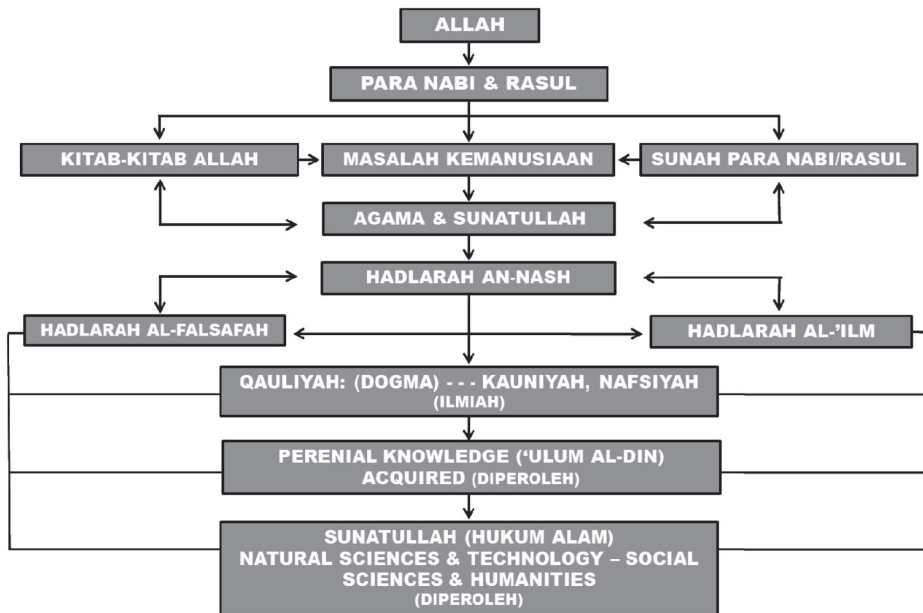 ALLAH
PARA NABI & RASUL
KITAB-KITAB ALLAH
MASALAH KEMANUSIAAN
SUNAH PARA NABI/RASUL
AGAMA & SUNATULLAH
HADLARAH AN-NASH
HADLARAH AL-FALSAFAH
HADLARAH AL-'ILM
QAULIYAH: (DOGMA) - - - KAUNIYAH, NAFSIYAH
(ILMIAH)
PERENIAL KNOWLEDGE (‘ULUM AL-DIN)
ACQUIRED (DIPEROLEH)
SUNATULLAH (HUKUM ALAM)
NATURAL SCIENCES & TECHNOLOGY – SOCIAL
SCIENCES & HUMANITIES
(DIPEROLEH)